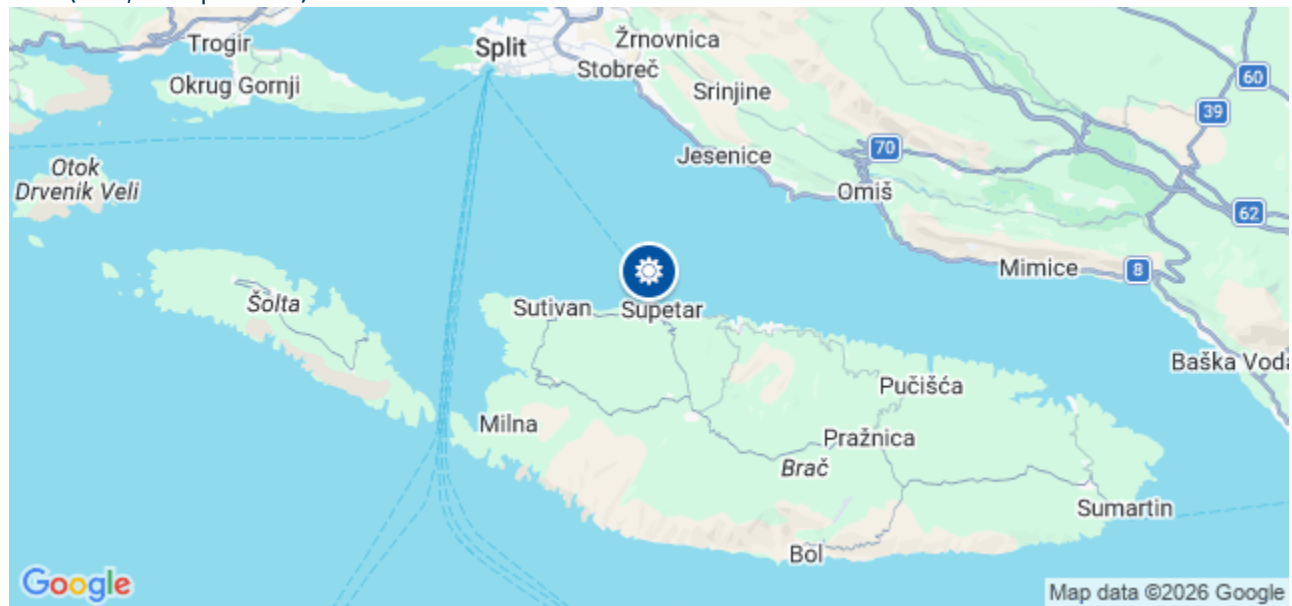 Trogir
Split
Žrnovnica
Stobreč
60
Okrug Gornji
Srinjine
39
Jesenice
70
Otok
Drvenik Veli
Omiš
62
Mimice
8
Šolta
Sutivan
Supetar
Baška Voda
Pučišća
Milna
Pražnica
Brač
Sumartin
Bol
Google
Map data ©2026 Google